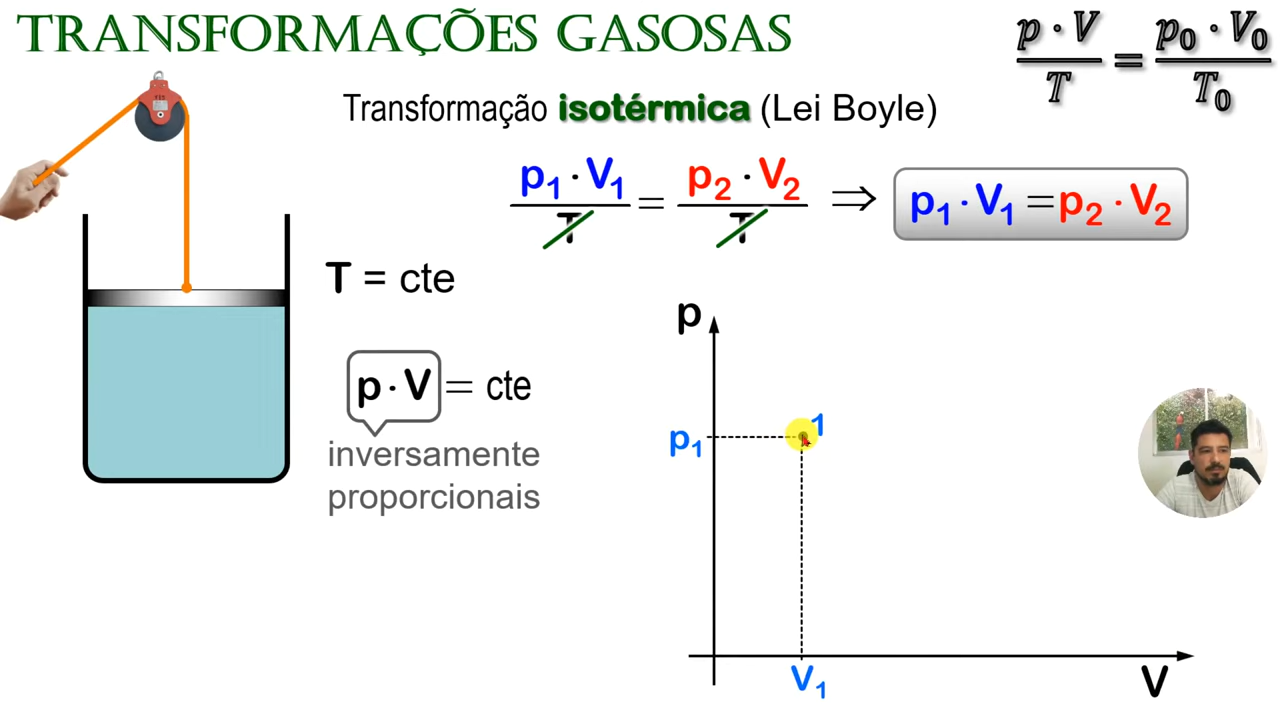 TRANSFORMAÇÕES GASOSAS
p · V / T = p₀ · V₀ / T₀
Transformação isotérmica (Lei Boyle)
p₁ · V₁ / T = p₂ · V₂ / T ⇒ p₁ · V₁ = p₂ · V₂
T = cte
p · V = cte
inversamente
proporcionais
p
1
p₁
V₁
V